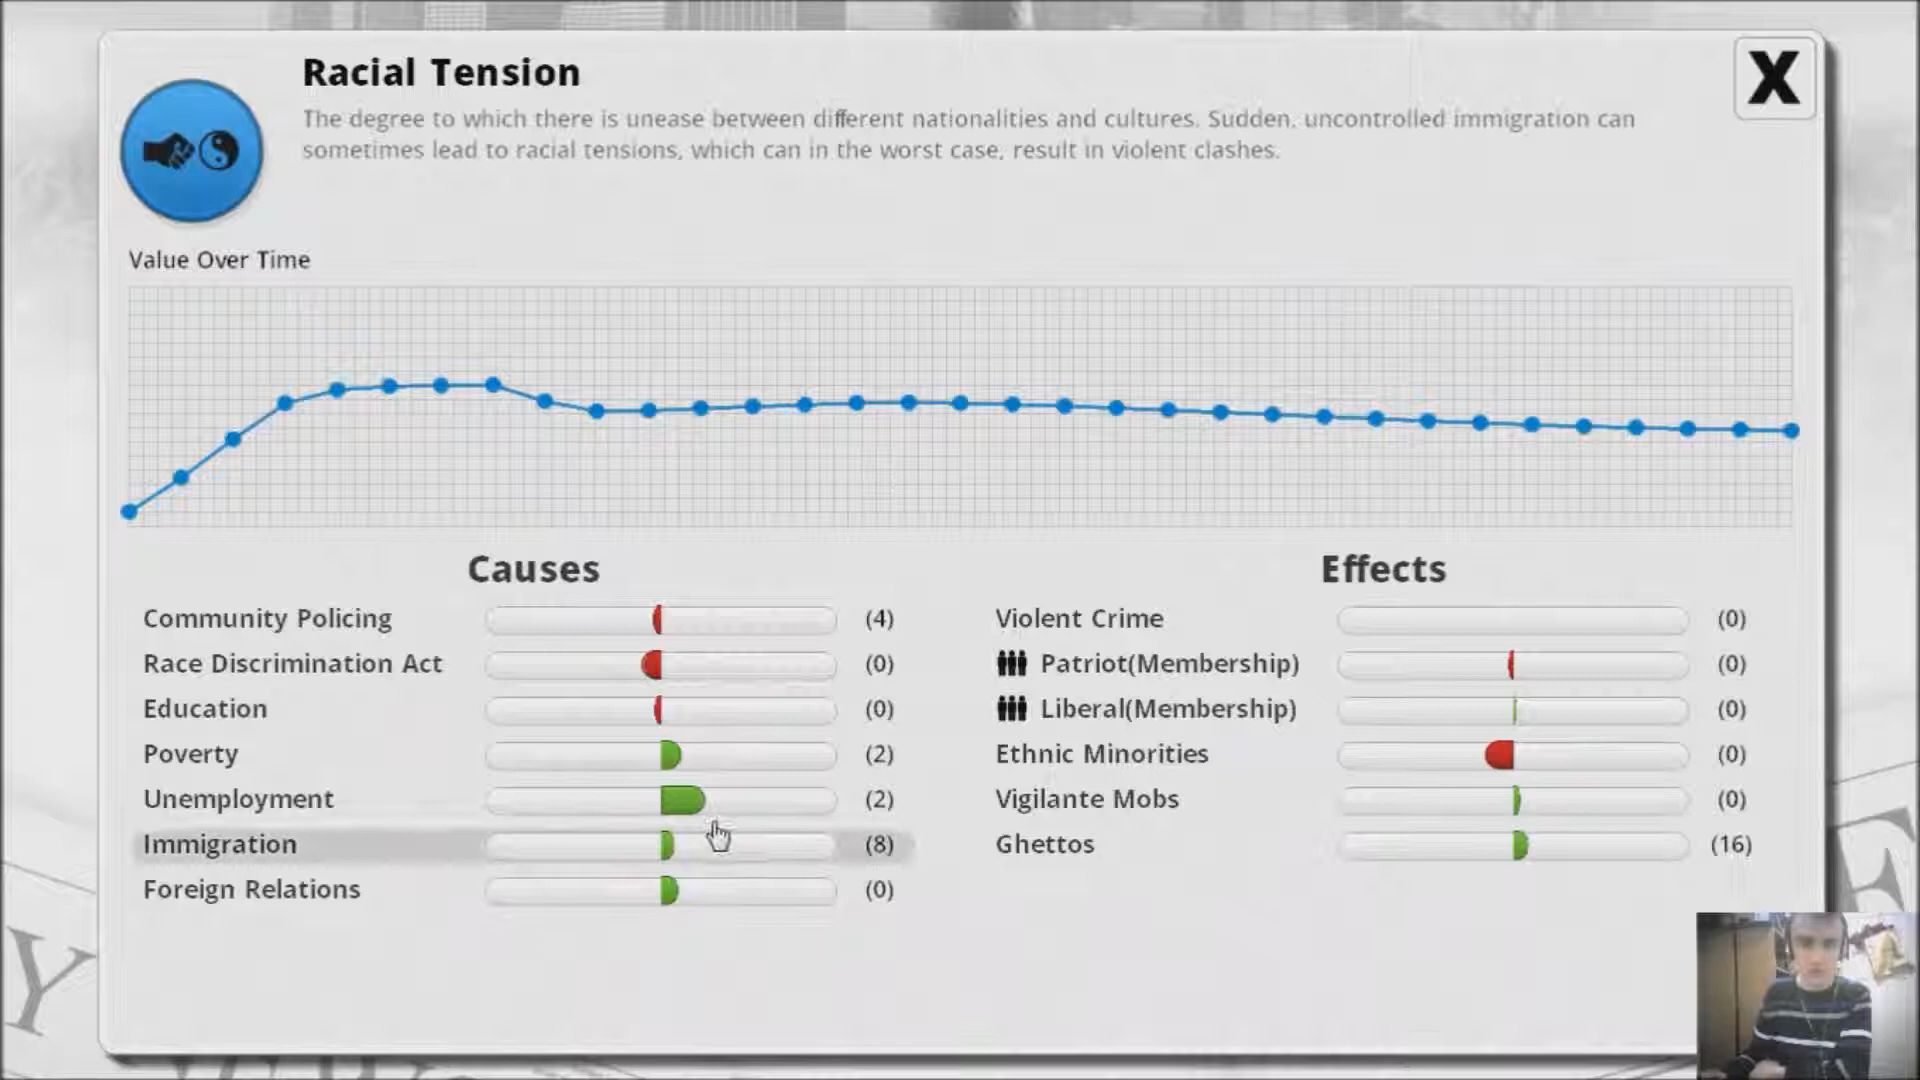 Racial Tension
X
The degree to which there is unease between different nationalities and cultures. Sudden, uncontrolled immigration can
sometimes lead to racial tensions, which can in the worst case, result in violent clashes.
Value Over Time
Causes
Effects
Community Policing (4)
Violent Crime (0)
Race Discrimination Act (0)
Patriot(Membership) (0)
Education (0)
Liberal(Membership) (0)
Poverty (2)
Ethnic Minorities (0)
Unemployment (2)
Vigilante Mobs (0)
Immigration (8)
Ghettos (16)
Foreign Relations (0)